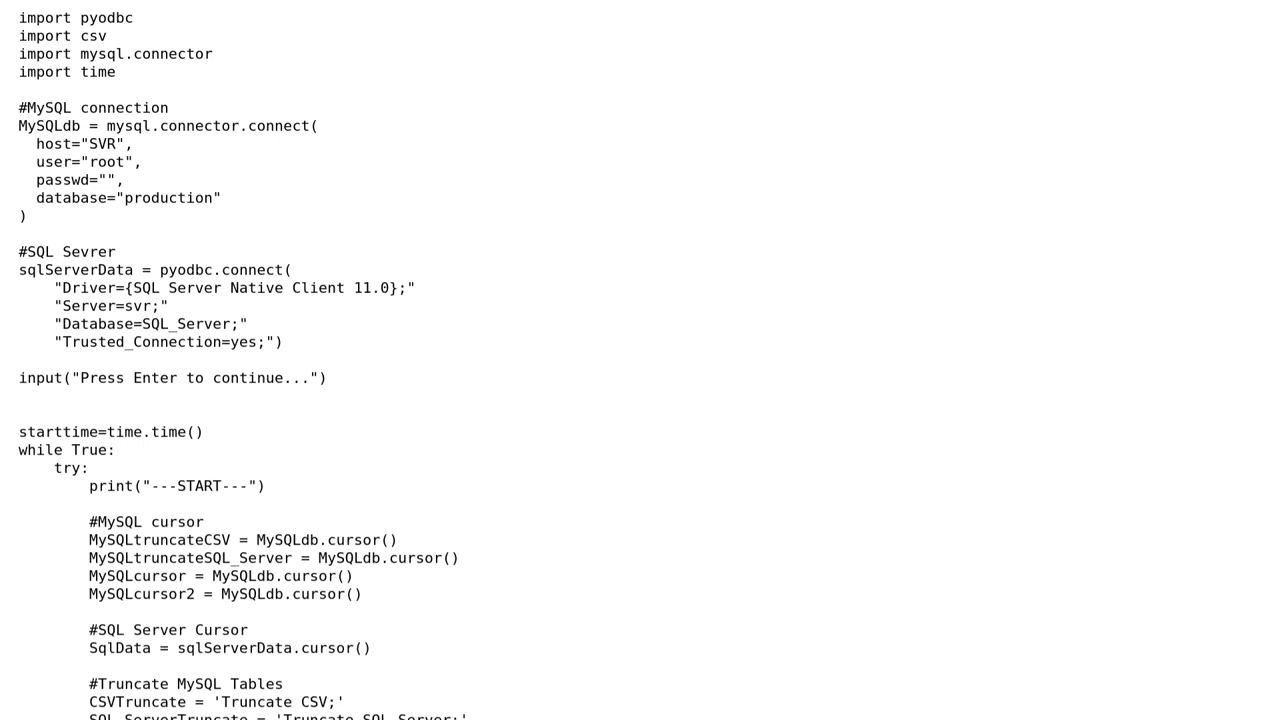 import pyodbc
import csv
import mysql.connector
import time
#MySQL connection
MySQLdb = mysql.connector.connect(
  host="SVR",
  user="root",
  passwd="",
  database="production"
)
#SQL Sevrer
sqlServerData = pyodbc.connect(
    "Driver={SQL Server Native Client 11.0};"
    "Server=svr;"
    "Database=SQL_Server;"
    "Trusted_Connection=yes;")
input("Press Enter to continue...")
starttime=time.time()
while True:
    try:
        print("---START---")
        #MySQL cursor
        MySQLtruncateCSV = MySQLdb.cursor()
        MySQLtruncateSQL_Server = MySQLdb.cursor()
        MySQLcursor = MySQLdb.cursor()
        MySQLcursor2 = MySQLdb.cursor()
        #SQL Server Cursor
        SqlData = sqlServerData.cursor()
        #Truncate MySQL Tables
        CSVTruncate = 'Truncate CSV;'
        SQL_ServerTruncate = 'Truncate SQL_Server;'